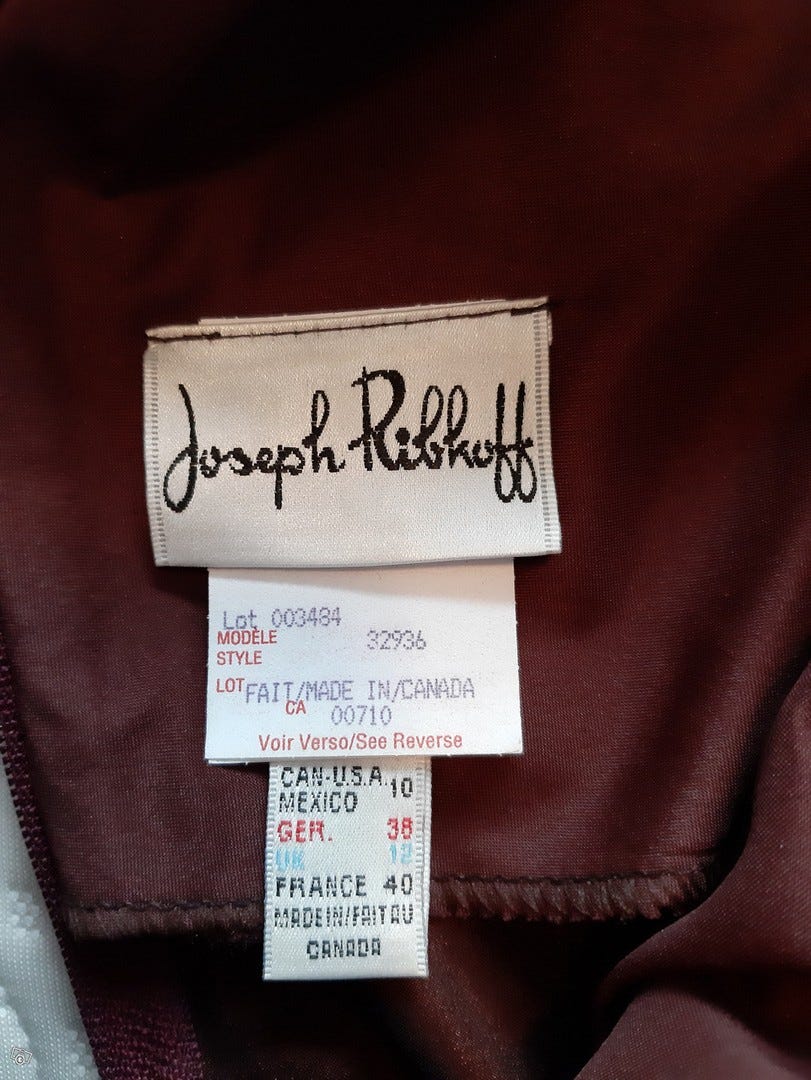 Joseph Ribkoff
Lot 003484
MODÈLE
STYLE 32936
LOT FAIT/MADE IN/CANADA
CA 00710
Voir Verso/See Reverse
CAN-U.S.A. 10
MEXICO
GER. 38
UK 12
FRANCE 40
MADE IN/FAIT AU
CANADA